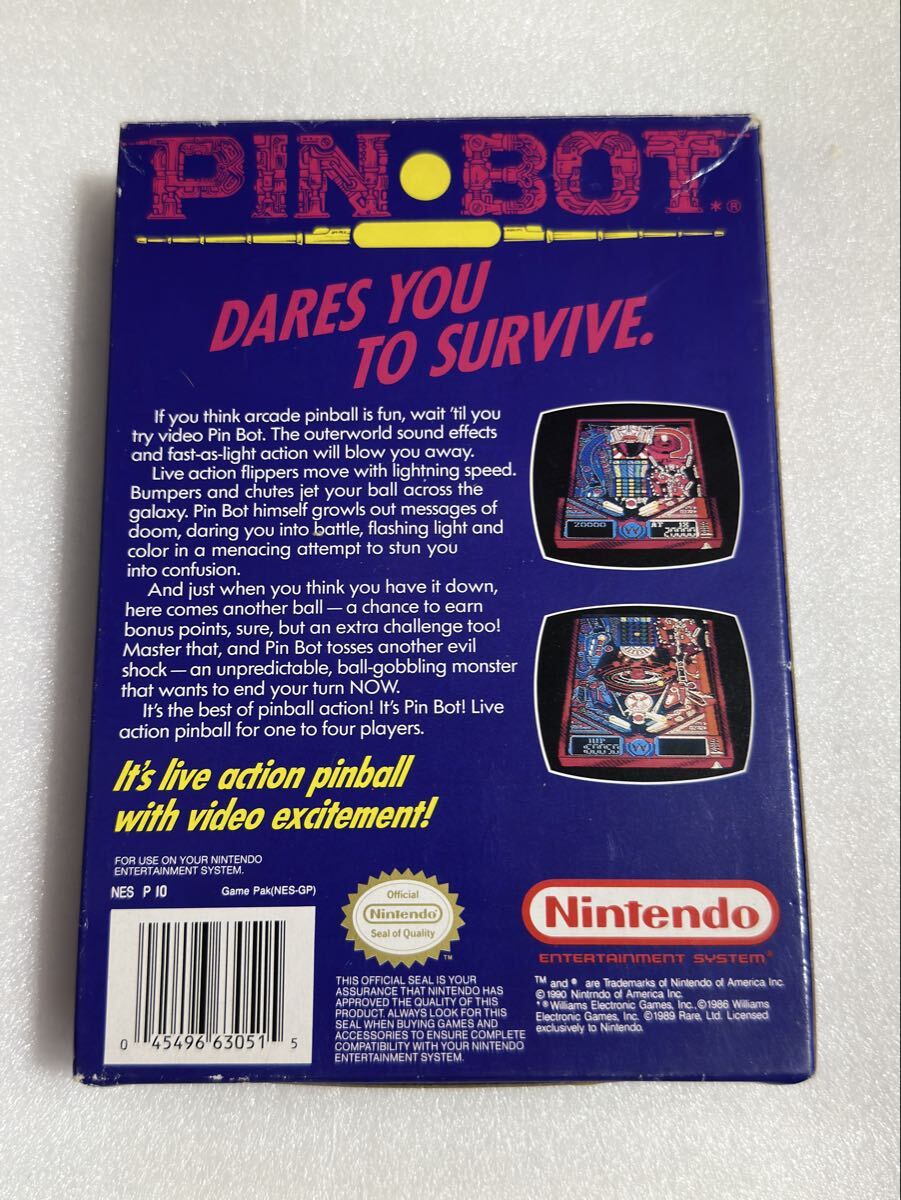 PIN•BOT *®
DARES YOU
TO SURVIVE.
If you think arcade pinball is fun, wait 'til you
try video Pin Bot. The outerworld sound effects
and fast-as-light action will blow you away.
Live action flippers move with lightning speed.
Bumpers and chutes jet your ball across the
galaxy. Pin Bot himself growls out messages of
doom, daring you into battle, flashing light and
color in a menacing attempt to stun you
into confusion.
And just when you think you have it down,
here comes another ball — a chance to earn
bonus points, sure, but an extra challenge too!
Master that, and Pin Bot tosses another evil
shock — an unpredictable, ball-gobbling monster
that wants to end your turn NOW.
It's the best of pinball action! It's Pin Bot! Live
action pinball for one to four players.
20000
It's live action pinball
with video excitement!
FOR USE ON YOUR NINTENDO
ENTERTAINMENT SYSTEM.
NES P 10 Game Pak(NES-GP)
0 45496 63051 5
Official
Nintendo®
Seal of Quality
TM
THIS OFFICIAL SEAL IS YOUR
ASSURANCE THAT NINTENDO HAS
APPROVED THE QUALITY OF THIS
PRODUCT. ALWAYS LOOK FOR THIS
SEAL WHEN BUYING GAMES AND
ACCESSORIES TO ENSURE COMPLETE
COMPATIBILITY WITH YOUR NINTENDO
ENTERTAINMENT SYSTEM.
Nintendo
ENTERTAINMENT SYSTEM®
TM and ® are Trademarks of Nintendo of America Inc.
©1990 Nintrndo of America Inc.
*®Williams Electronic Games, Inc.,©1986 Williams
Electronic Games, Inc. ©1989 Rare, Ltd. Licensed
exclusively to Nintendo.